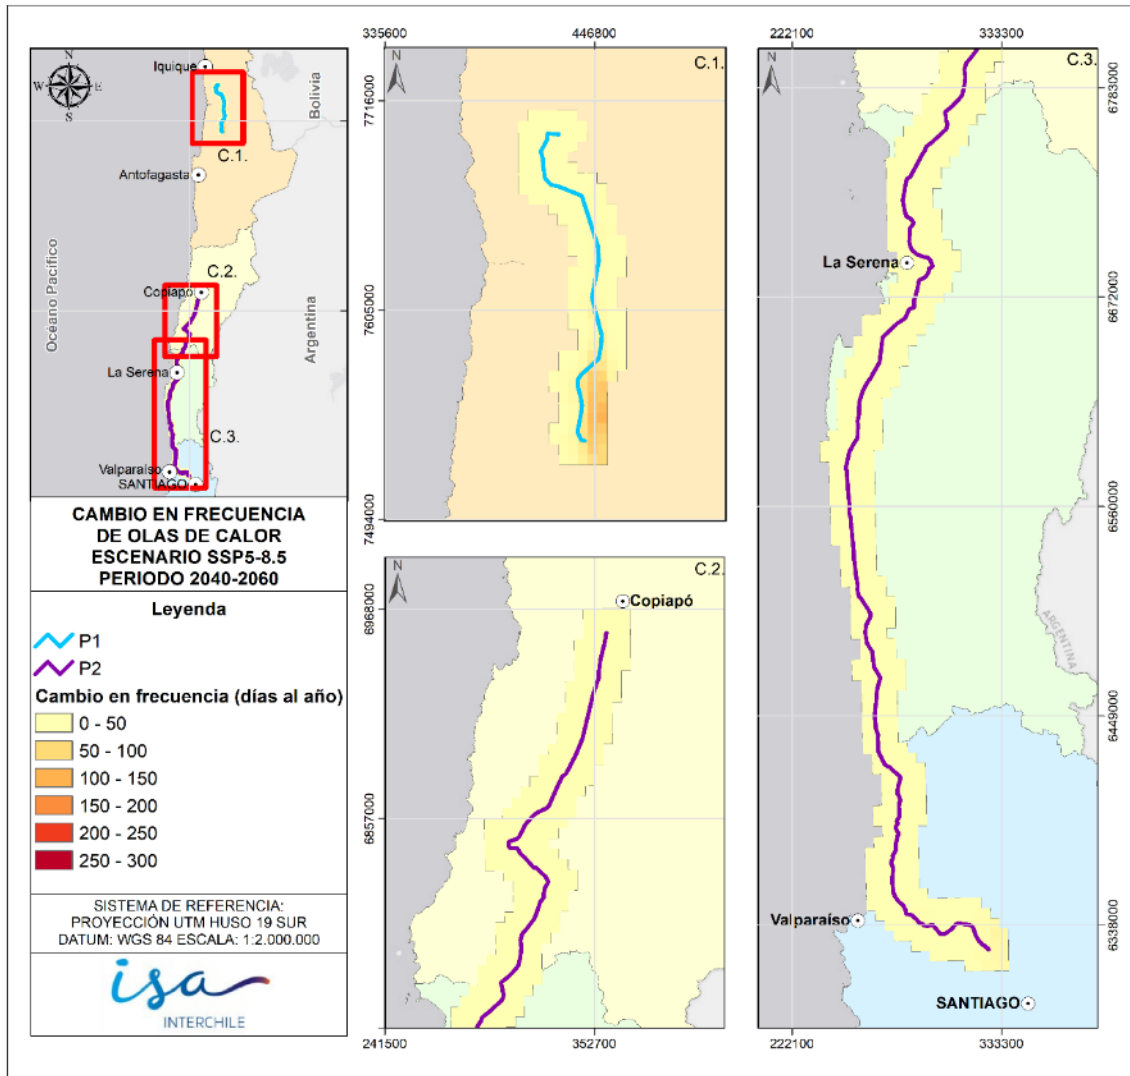 N
W
E
S
Iquique
Bolivia
C.1.
Antofagasta
Océano Pacífico
C.2.
Copiapó
Argentina
La Serena
C.3.
Valparaíso
SANTIAGO
CAMBIO EN FRECUENCIA
DE OLAS DE CALOR
ESCENARIO SSP5-8.5
PERIODO 2040-2060
Leyenda
P1
P2
Cambio en frecuencia (días al año)
0 - 50
50 - 100
100 - 150
150 - 200
200 - 250
250 - 300
SISTEMA DE REFERENCIA:
PROYECCIÓN UTM HUSO 19 SUR
DATUM: WGS 84 ESCALA: 1:2.000.000
isa
INTERCHILE
335600
446800
N
C.1.
7716000
7605000
7494000
N
C.2.
Copiapó
6968000
6857000
241500
352700
222100
333300
N
C.3.
6783000
La Serena
6672000
6560000
ARGENTINA
6449000
Valparaíso
6338000
SANTIAGO
222100
333300